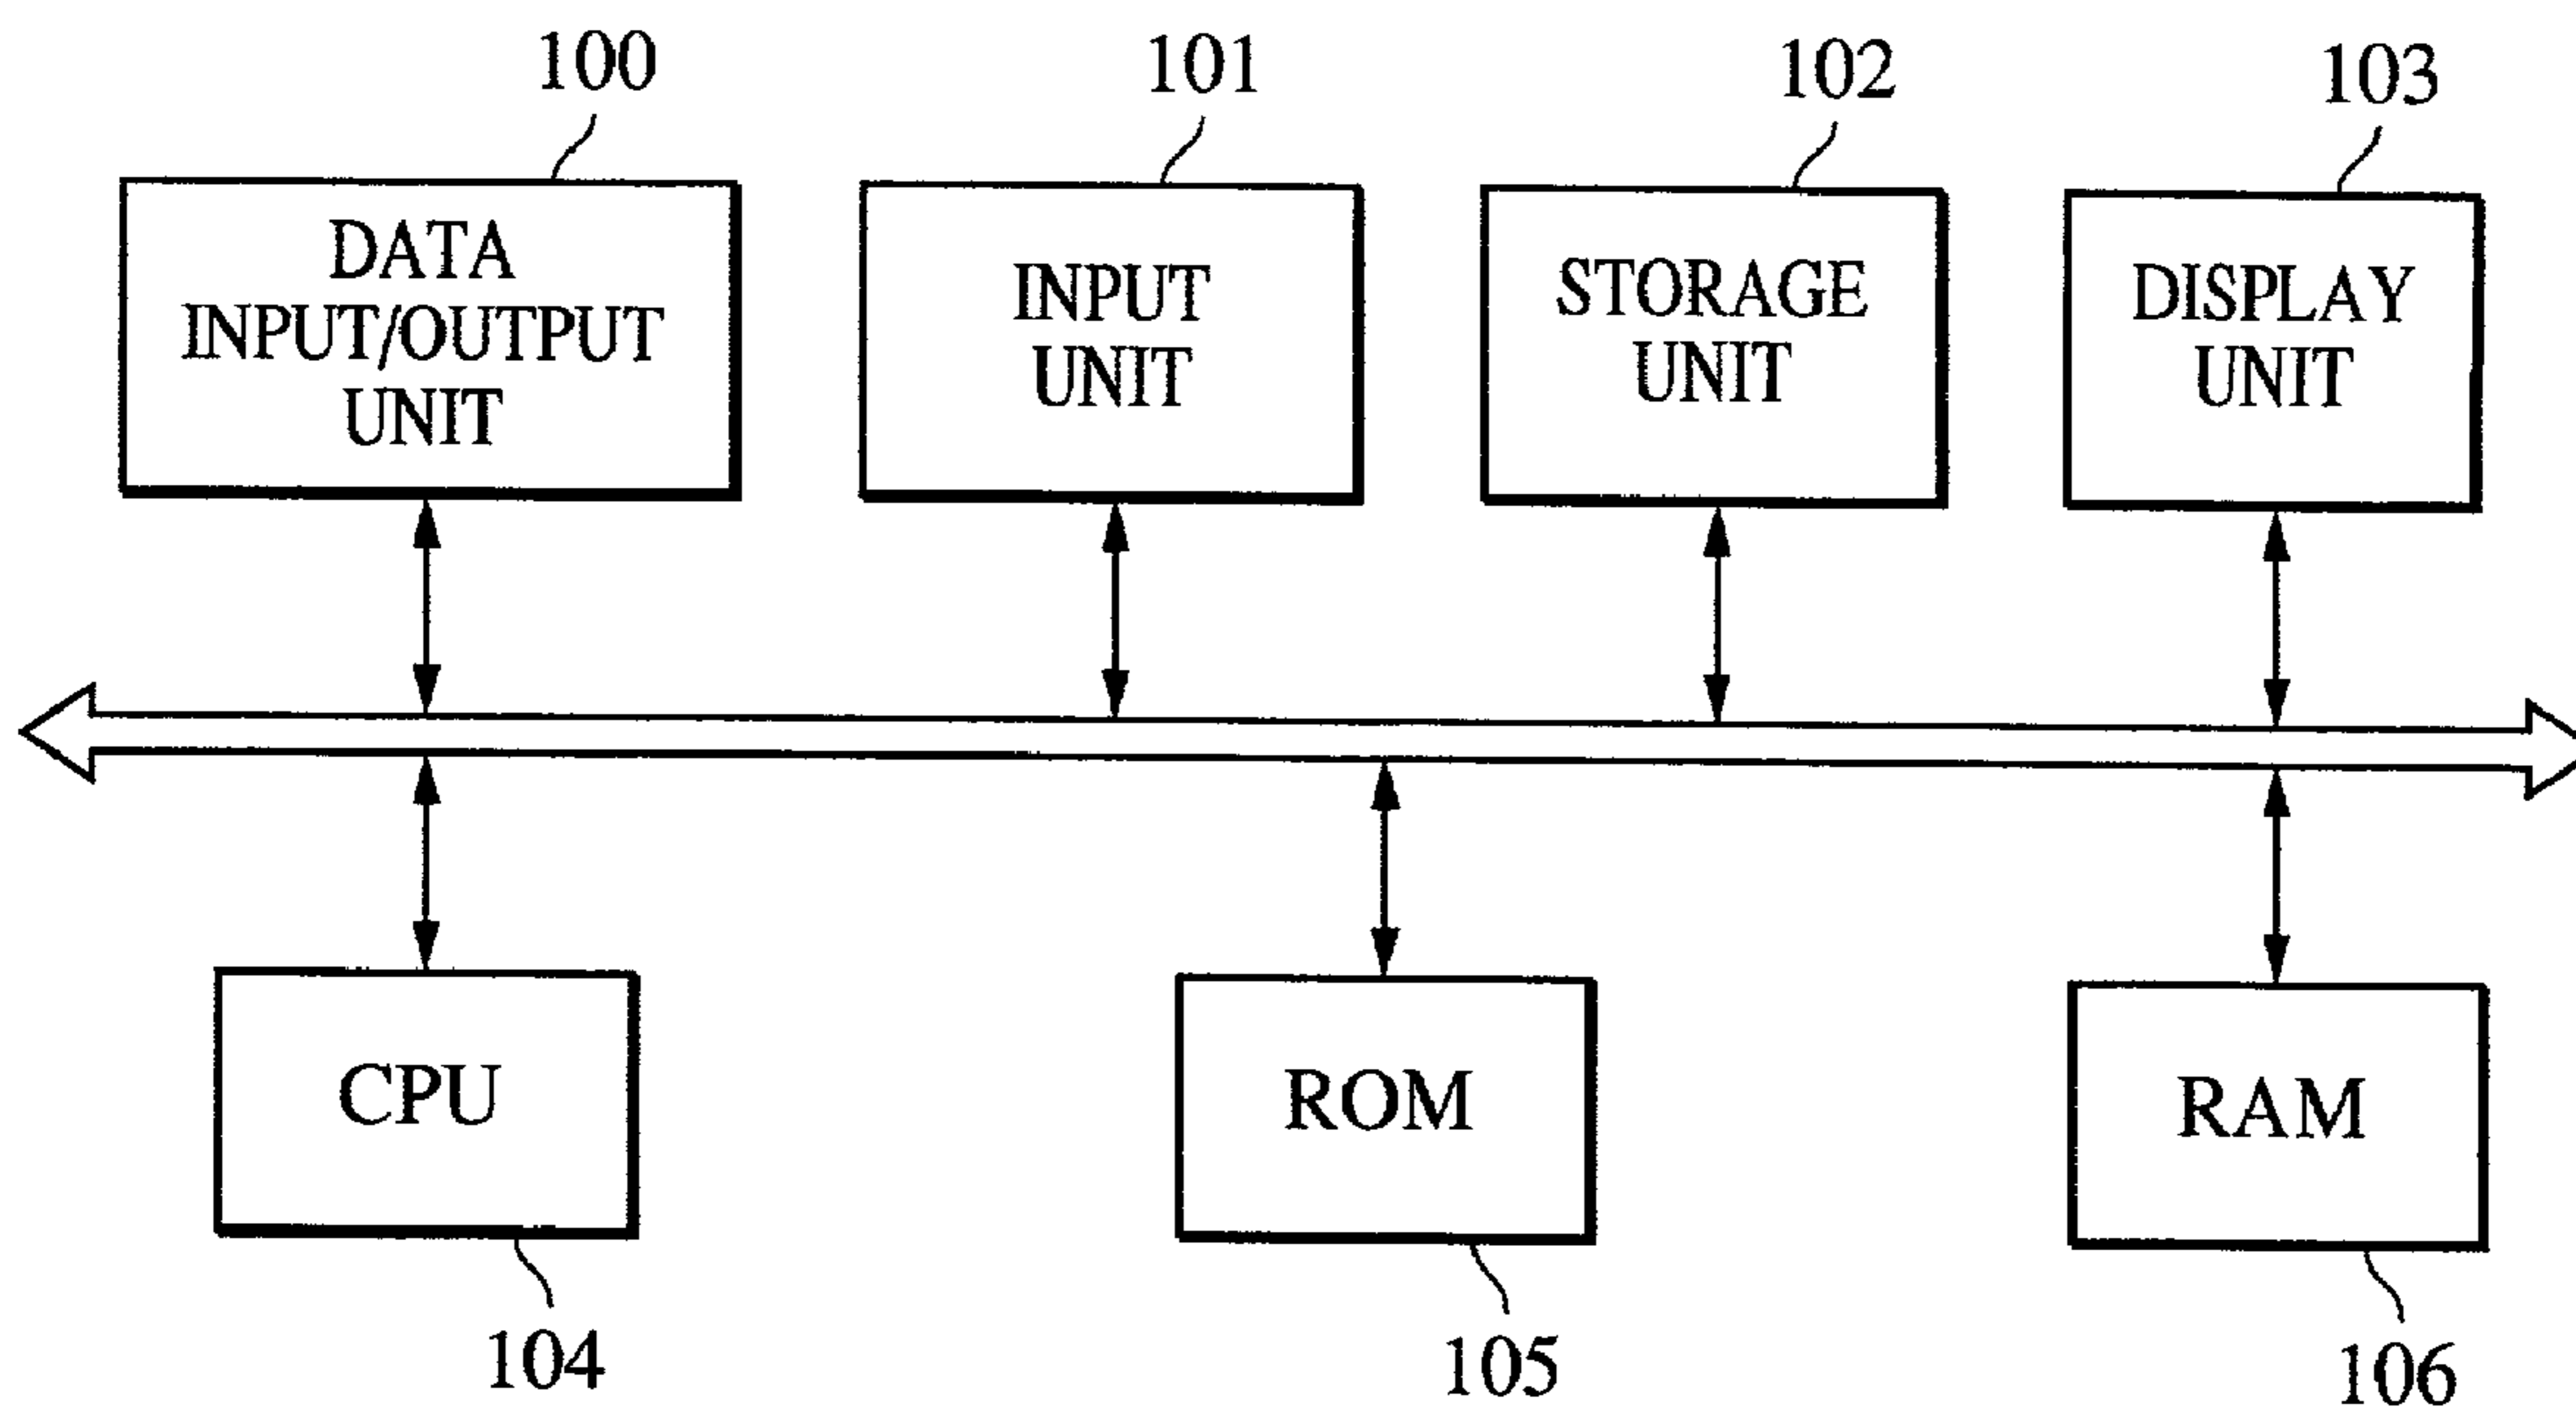 100
101
102
103
DATA
INPUT/OUTPUT
UNIT
INPUT
UNIT
STORAGE
UNIT
DISPLAY
UNIT
CPU
ROM
RAM
104
105
106